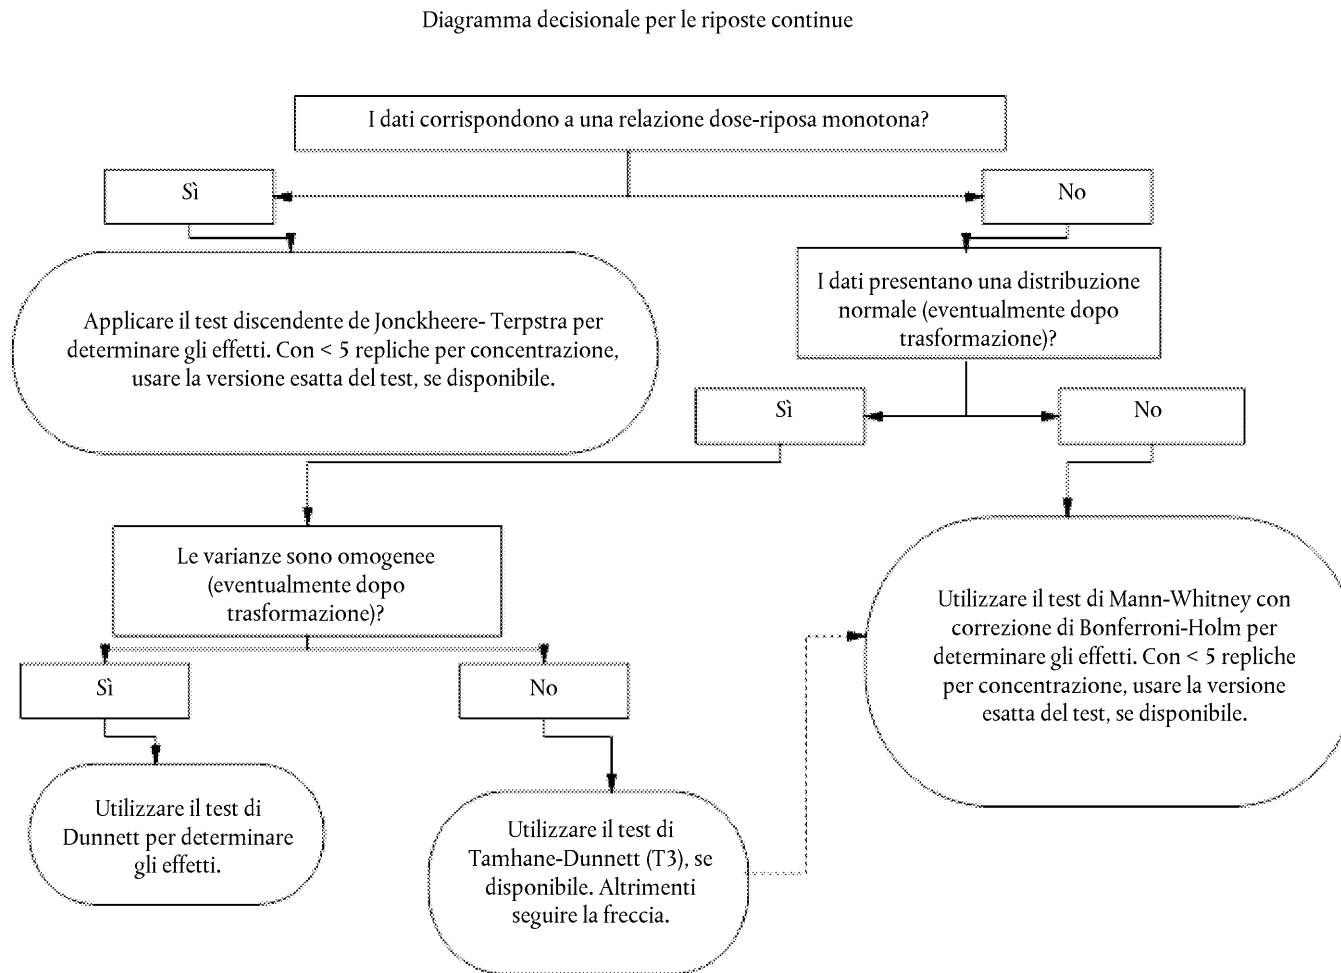 Diagramma decisionale per le riposte continue
I dati corrispondono a una relazione dose-riposa monotona?
Sì
No
Applicare il test discendente de Jonckheere- Terpstra per
determinare gli effetti. Con < 5 repliche per concentrazione,
usare la versione esatta del test, se disponibile.
I dati presentano una distribuzione
normale (eventualmente dopo
trasformazione)?
Sì
No
Le varianze sono omogenee
(eventualmente dopo
trasformazione)?
Utilizzare il test di Mann-Whitney con
correzione di Bonferroni-Holm per
determinare gli effetti. Con < 5 repliche
per concentrazione, usare la versione
esatta del test, se disponibile.
Sì
No
Utilizzare il test di
Dunnett per determinare
gli effetti.
Utilizzare il test di
Tamhane-Dunnett (T3), se
disponibile. Altrimenti
seguire la freccia.